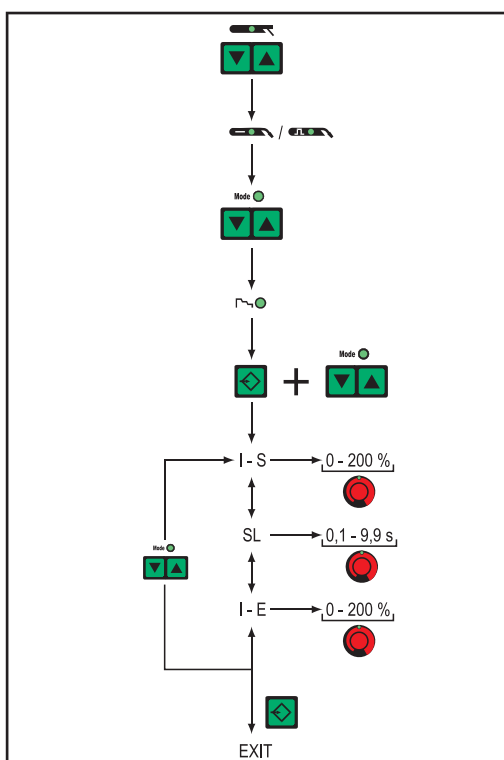 /
Mode
+
Mode
I - S
0 - 200 %
SL
0,1 - 9,9 s
Mode
I - E
0 - 200 %
EXIT